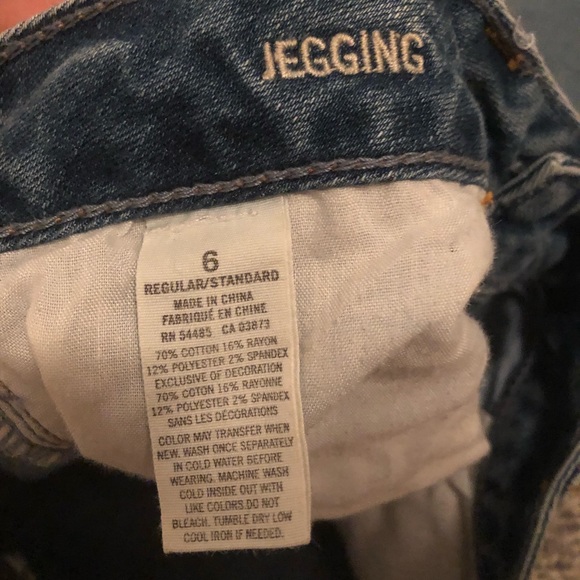 JEGGING
6
REGULAR/STANDARD
MADE IN CHINA
FABRIQUÉ EN CHINE
RN 54485 CA 03873
70% COTTON 16% RAYON
12% POLYESTER 2% SPANDEX
EXCLUSIVE OF DECORATION
70% COTON 16% RAYONNE
12% POLYESTER 2% SPANDEX
SANS LES DÉCORATIONS
COLOR MAY TRANSFER WHEN
NEW. WASH ONCE SEPARATELY
IN COLD WATER BEFORE
WEARING. MACHINE WASH
COLD INSIDE OUT WITH
LIKE COLORS.DO NOT
BLEACH. TUMBLE DRY LOW
COOL IRON IF NEEDED.